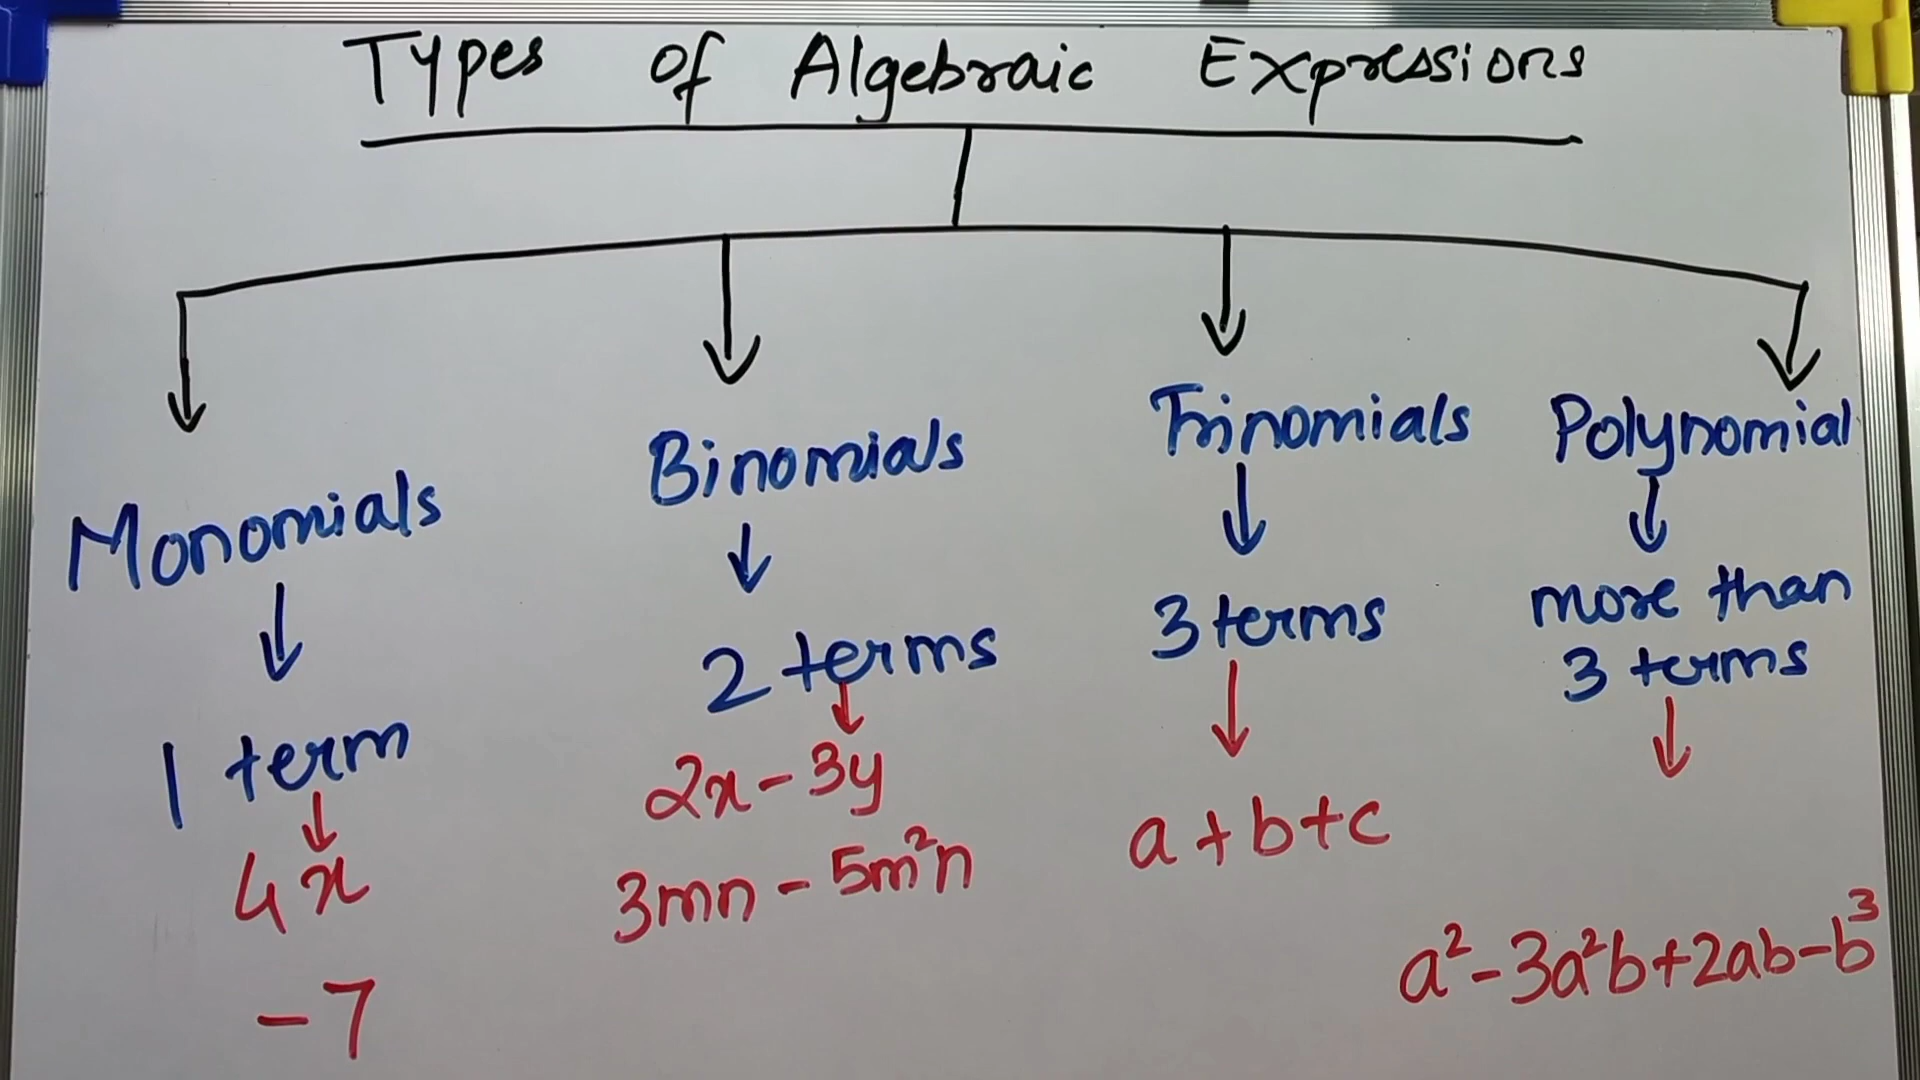 Types of Algebraic Expressions
Monomials
1 term
4x
-7
Binomials
2 terms
2x - 3y
3mn - 5m²n
Trinomials
3 terms
a + b + c
Polynomial
more than
3 terms
a² - 3a²b + 2ab - b³